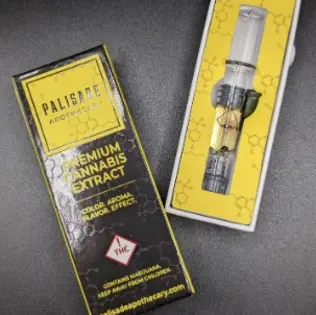 PALISADE
APOTHECARY
PREMIUM
CANNABIS
EXTRACT
COLOR. AROMA.
FLAVOR. EFFECT.
!
THC
CONTAINS MARIJUANA.
KEEP AWAY FROM CHILDREN.
palisadeapothecary.com